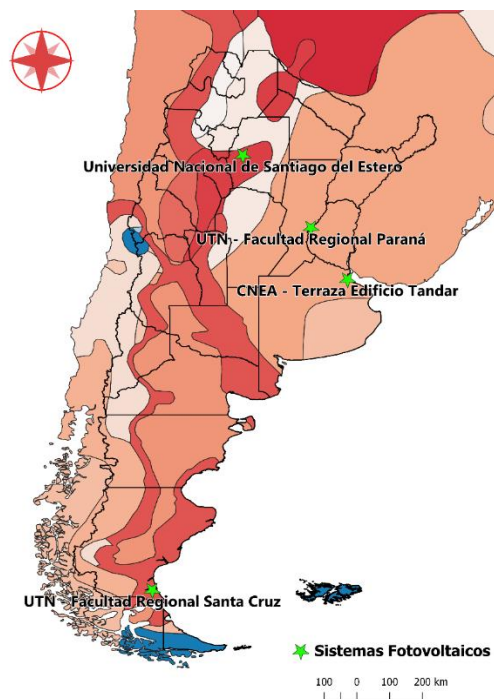 Universidad Nacional de Santiago del Estero
UTN - Facultad Regional Paraná
CNEA - Terraza Edificio Tandar
UTN - Facultad Regional Santa Cruz
Sistemas Fotovoltaicos
100 0 100 200 km